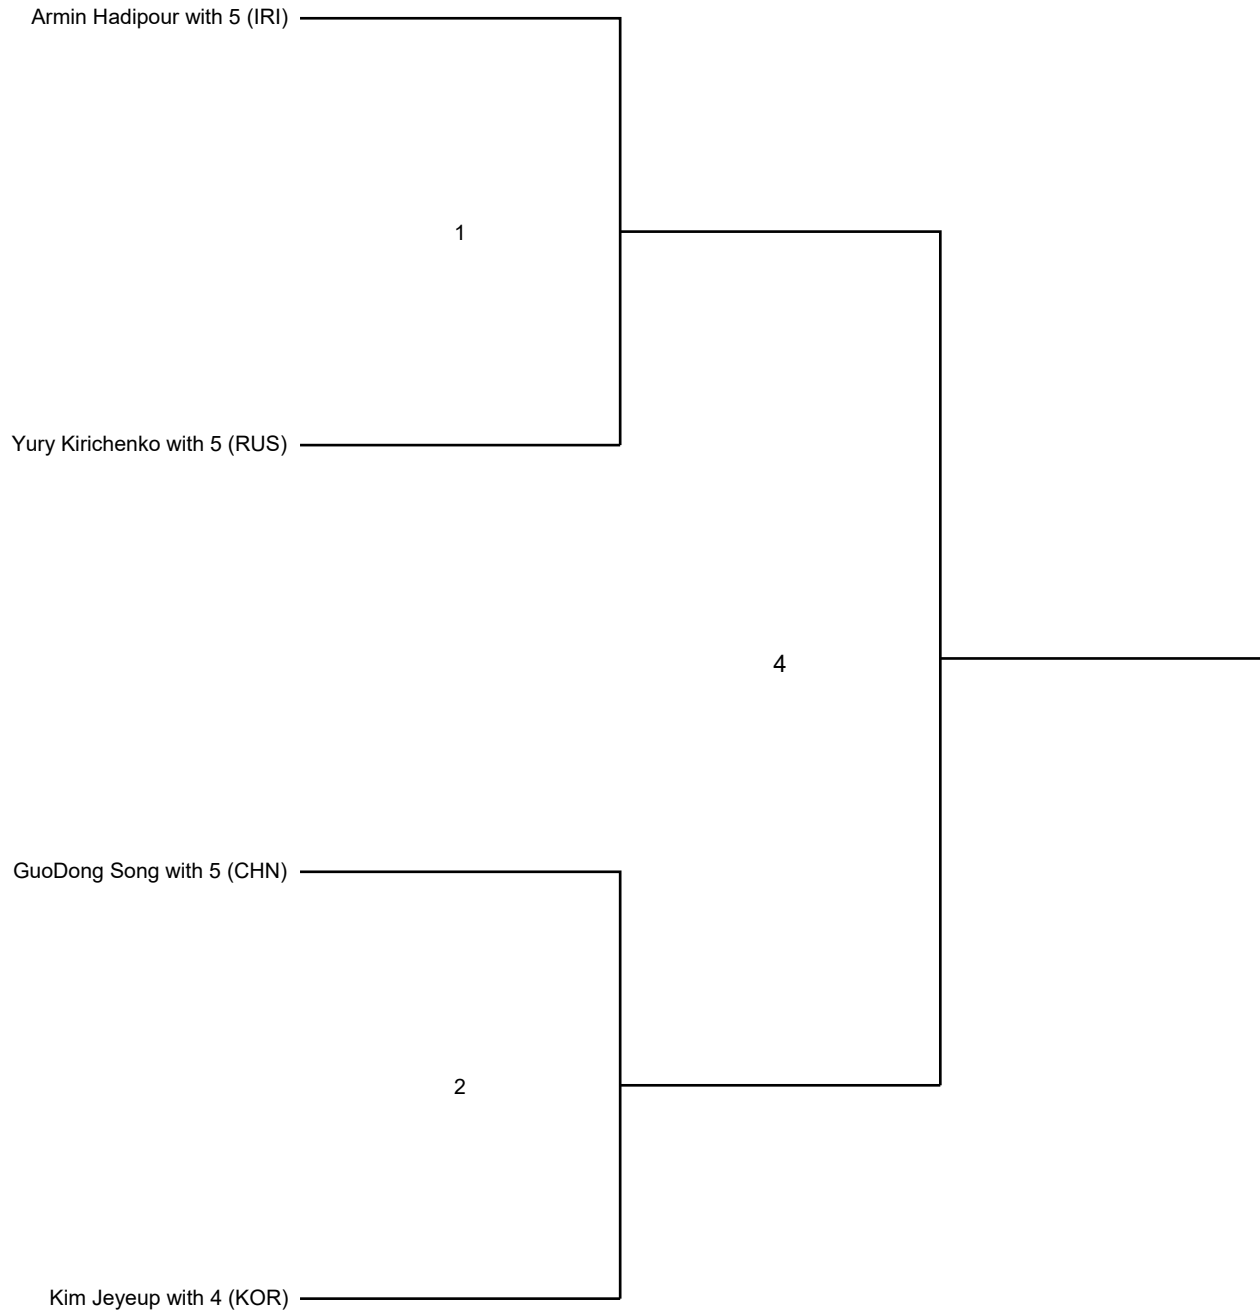 Armin Hadipour with 5 (IRI)
1
Yury Kirichenko with 5 (RUS)
4
GuoDong Song with 5 (CHN)
2
Kim Jeyeup with 4 (KOR)